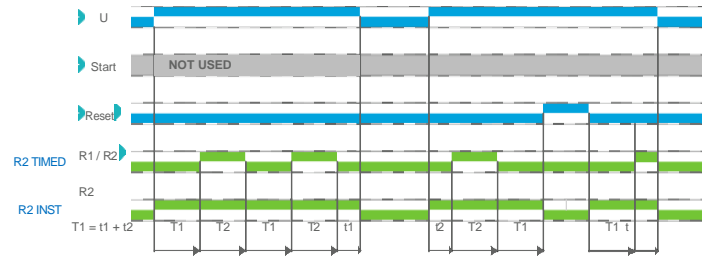 U
Start NOT USED
Reset
R2 TIMED R1 / R2
R2
R2 INST
T1 = t1 + t2 T1 T2 T1 T2 t1 t2 T2 T1 T1 t